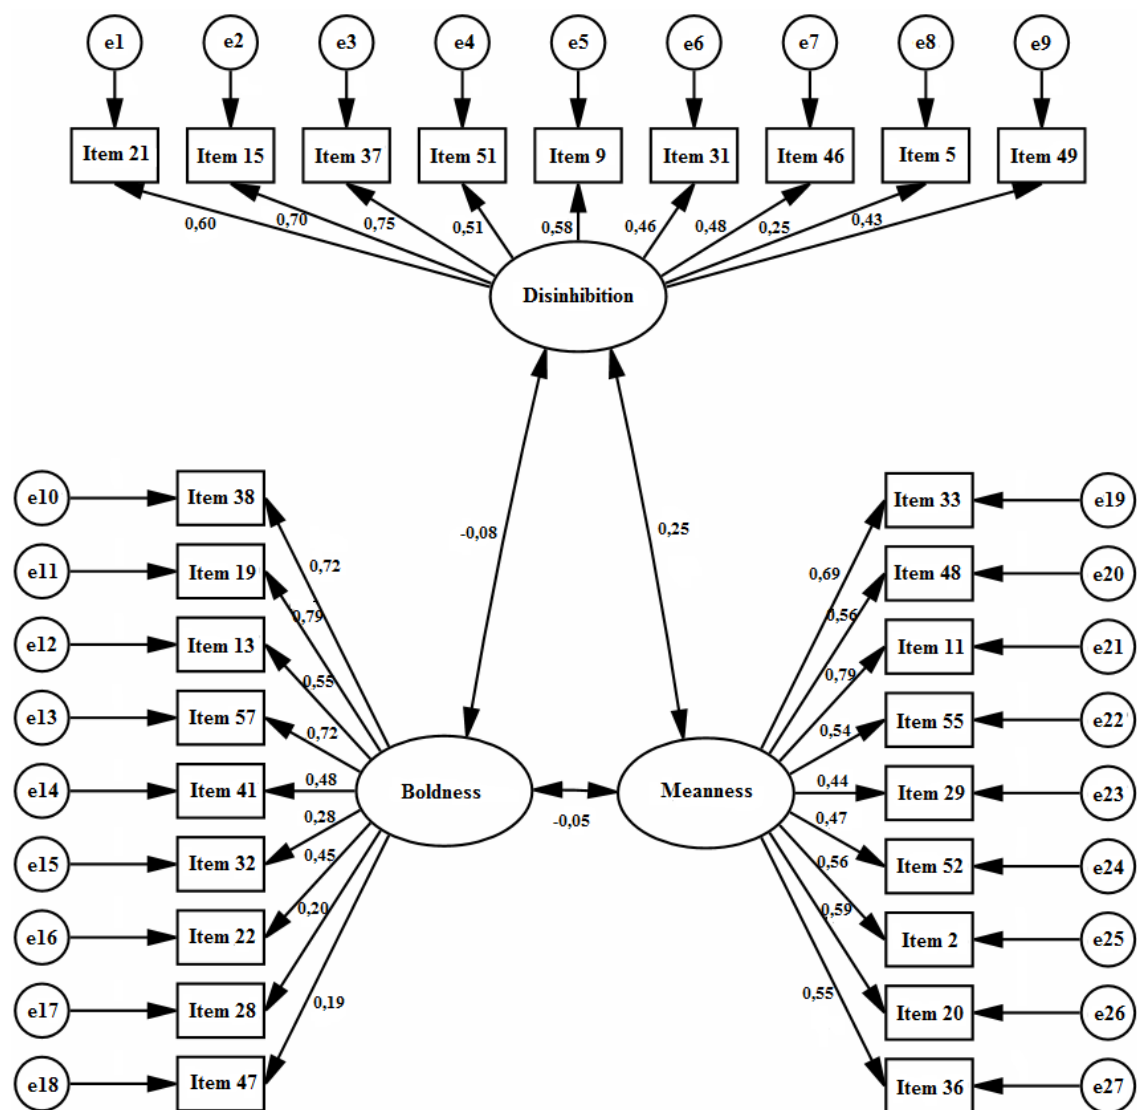 e1 e2 e3 e4 e5 e6 e7 e8 e9
Item 21 Item 15 Item 37 Item 51 Item 9 Item 31 Item 46 Item 5 Item 49
0,60 0,70 0,75 0,51 0,58 0,46 0,48 0,25 0,43
Disinhibition
-0,08 0,25
e10 Item 38
e11 Item 19
e12 Item 13
e13 Item 57
e14 Item 41
e15 Item 32
e16 Item 22
e17 Item 28
e18 Item 47
0,72
0,79
0,55
0,72
0,48
0,28
0,45
0,20
0,19
Boldness
-0,05
Meanness
0,69
0,56
0,79
0,54
0,44
0,47
0,56
0,59
0,55
Item 33 e19
Item 48 e20
Item 11 e21
Item 55 e22
Item 29 e23
Item 52 e24
Item 2 e25
Item 20 e26
Item 36 e27